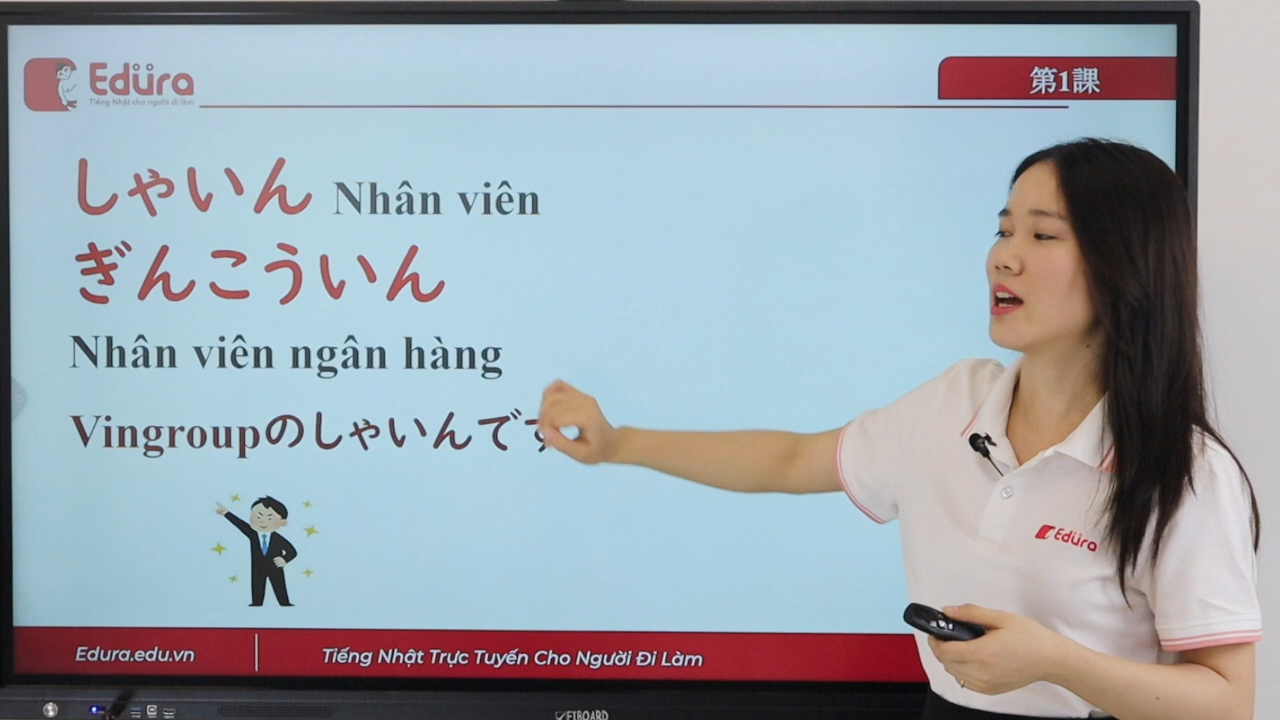 Edura
Tiếng Nhật cho người đi làm
第1課
しゃいん Nhân viên
ぎんこういん
Nhân viên ngân hàng
Vingroupのしゃいんです
Edura
Edura.edu.vn
Tiếng Nhật Trực Tuyến Cho Người Đi Làm